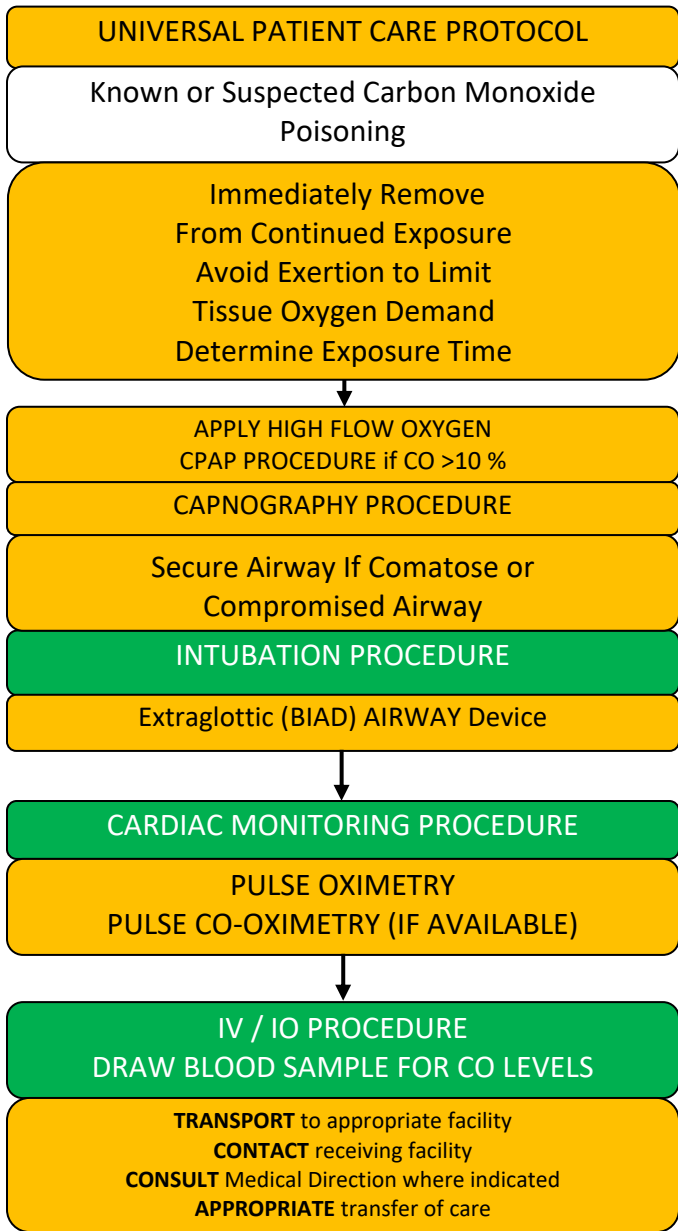 UNIVERSAL PATIENT CARE PROTOCOL
Known or Suspected Carbon Monoxide
Poisoning
Immediately Remove
From Continued Exposure
Avoid Exertion to Limit
Tissue Oxygen Demand
Determine Exposure Time
APPLY HIGH FLOW OXYGEN
CPAP PROCEDURE if CO >10 %
CAPNOGRAPHY PROCEDURE
Secure Airway If Comatose or
Compromised Airway
INTUBATION PROCEDURE
Extraglottic (BIAD) AIRWAY Device
CARDIAC MONITORING PROCEDURE
PULSE OXIMETRY
PULSE CO-OXIMETRY (IF AVAILABLE)
IV / IO PROCEDURE
DRAW BLOOD SAMPLE FOR CO LEVELS
TRANSPORT to appropriate facility
CONTACT receiving facility
CONSULT Medical Direction where indicated
APPROPRIATE transfer of care